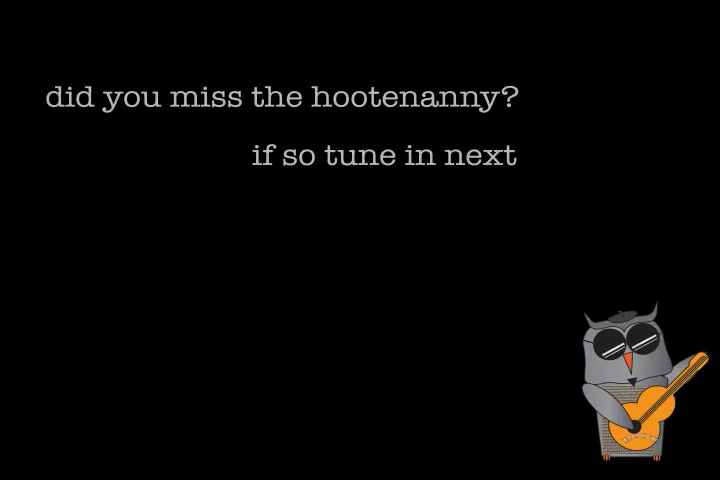 did you miss the hootenanny?
if so tune in next